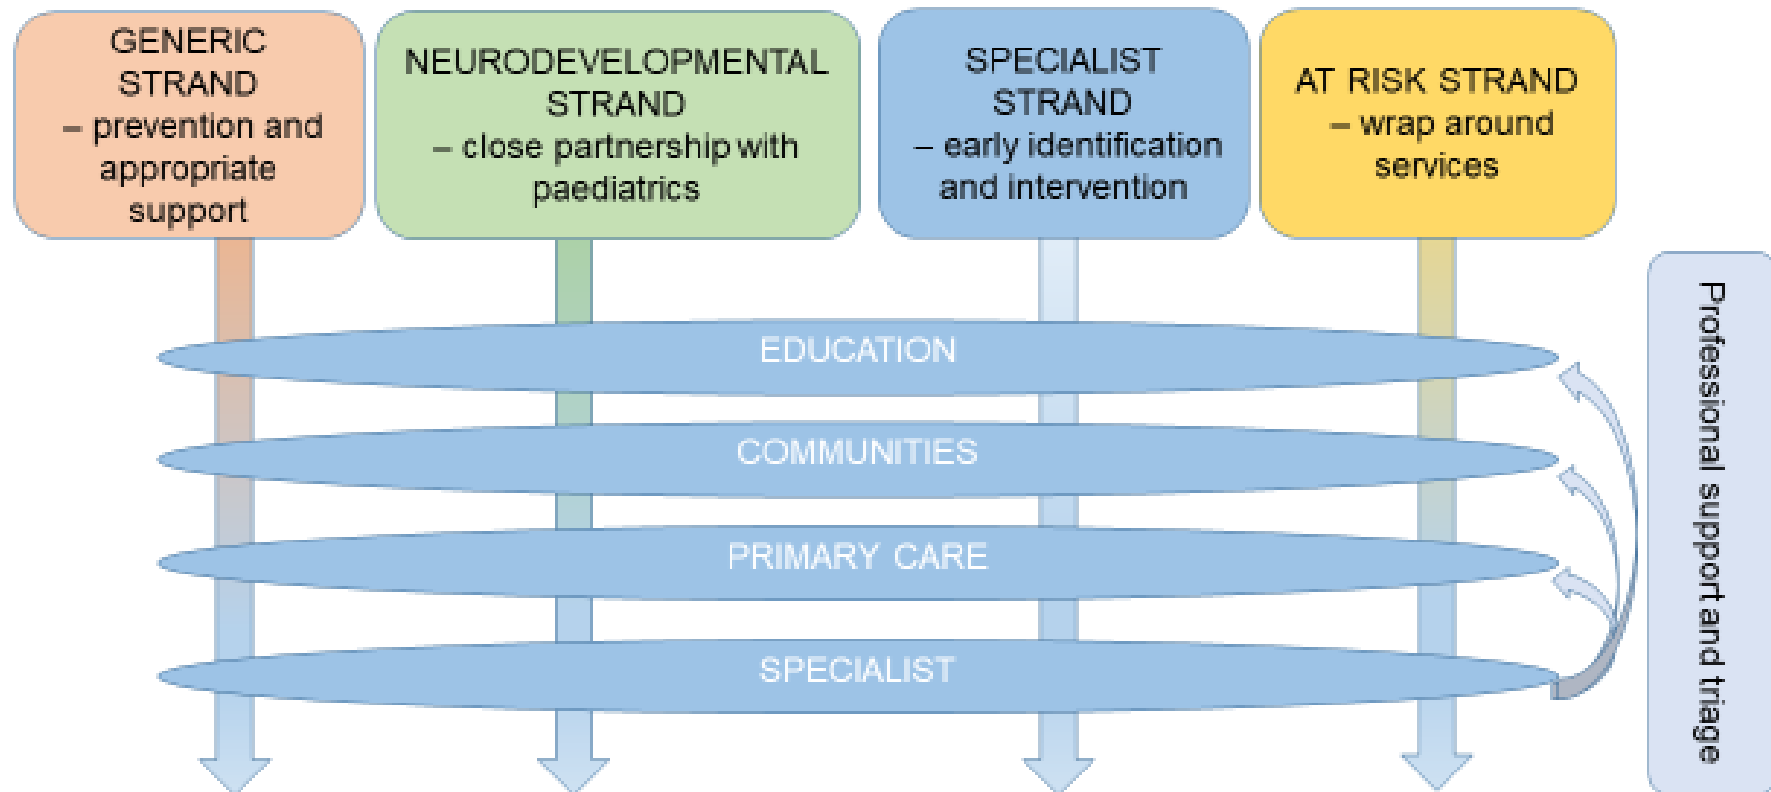 GENERIC
STRAND
– prevention and
appropriate
support
NEURODEVELOPMENTAL
STRAND
– close partnership with
paediatrics
SPECIALIST
STRAND
– early identification
and intervention
AT RISK STRAND
– wrap around
services
EDUCATION
COMMUNITIES
PRIMARY CARE
SPECIALIST
Professional support and triage